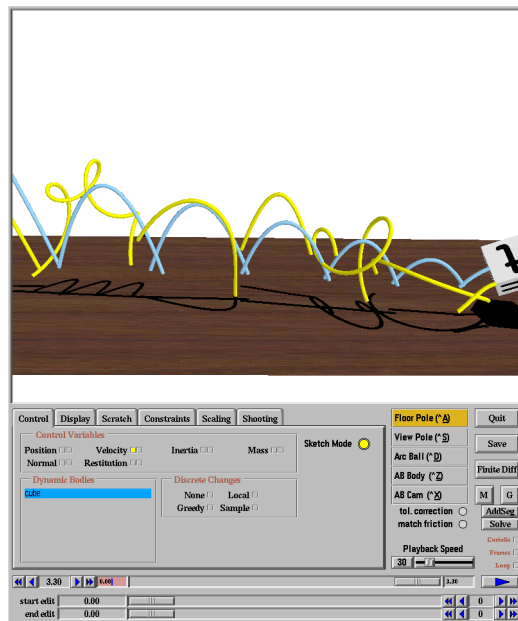 Control Display Scratch Constraints Scaling Shooting
Control Variables
Position Velocity Inertia Mass
Normal Restitution
Sketch Mode
Dynamic Bodies
cube
Discrete Changes
None Local
Greedy Sample
Floor Pole (^A)
View Pole (^S)
Arc Ball (^D)
AB Body (^Z)
AB Cam (^X)
tol. correction
match friction
Playback Speed
30
Quit
Save
Finite Diff
M G
AddSeg
Solve
Coriolis
Frames
Loop
3.30 0.00 3.30
start edit 0.00 0
end edit 0.00 0